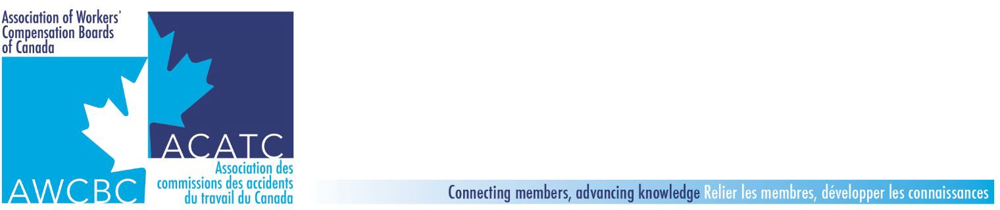 Association of Workers'
Compensation Boards
of Canada
ACATC
Association des
commissions des accidents
du travail du Canada
AWCBC
Connecting members, advancing knowledge Relier les membres, développer les connaissances